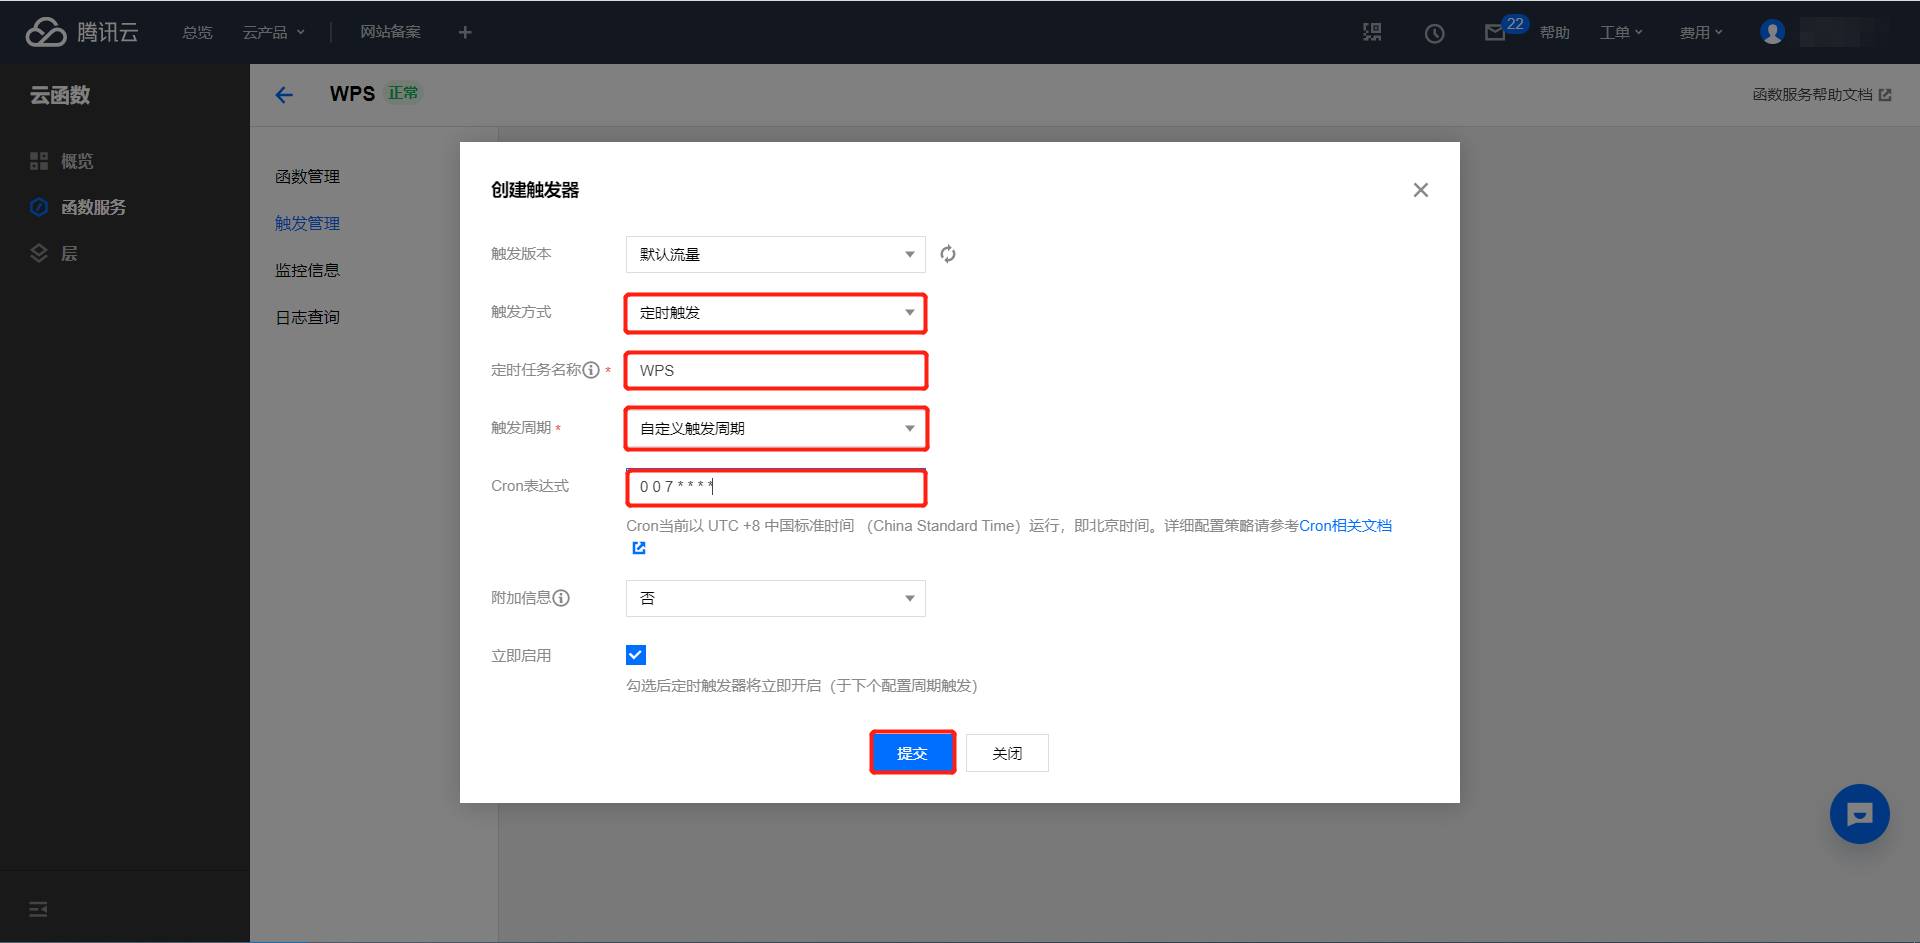 腾讯云
总览
云产品
网站备案
+
22
帮助
工单
费用
云函数
概览
函数服务
层
WPS
正常
函数服务帮助文档
函数管理
触发管理
监控信息
日志查询
创建触发器
触发版本
默认流量
触发方式
定时触发
定时任务名称 *
WPS
触发周期 *
自定义触发周期
Cron表达式
0 0 7 * * * *
Cron当前以 UTC +8 中国标准时间 （China Standard Time）运行，即北京时间。详细配置策略请参考Cron相关文档
附加信息
否
立即启用
勾选后定时触发器将立即开启（于下个配置周期触发）
提交
关闭